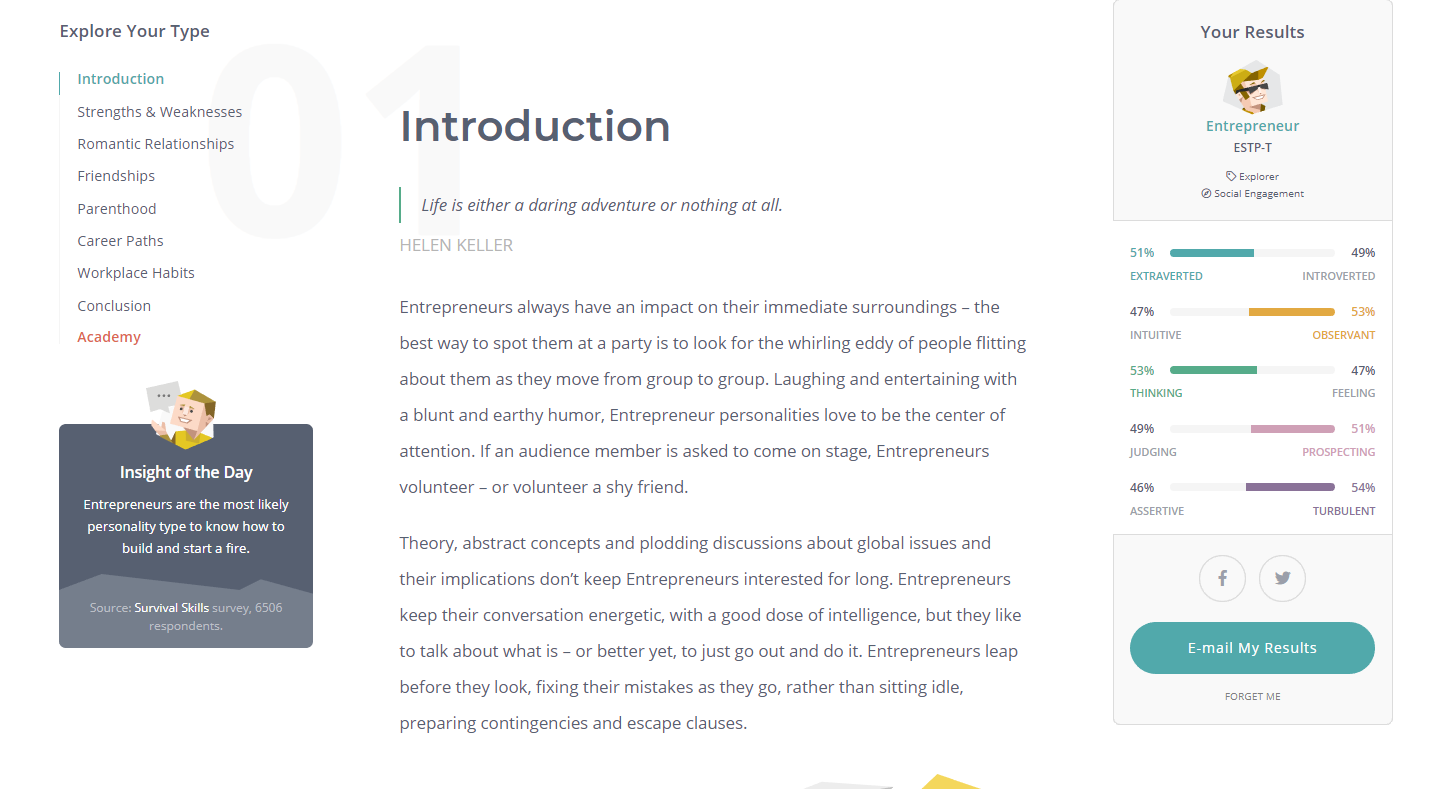 Explore Your Type
Introduction
Strengths & Weaknesses
Romantic Relationships
Friendships
Parenthood
Career Paths
Workplace Habits
Conclusion
Academy
Insight of the Day
Entrepreneurs are the most likely
personality type to know how to
build and start a fire.
Source: Survival Skills survey, 6506
respondents.
01
Introduction
Life is either a daring adventure or nothing at all.
HELEN KELLER
Entrepreneurs always have an impact on their immediate surroundings – the
best way to spot them at a party is to look for the whirling eddy of people flitting
about them as they move from group to group. Laughing and entertaining with
a blunt and earthy humor, Entrepreneur personalities love to be the center of
attention. If an audience member is asked to come on stage, Entrepreneurs
volunteer – or volunteer a shy friend.
Theory, abstract concepts and plodding discussions about global issues and
their implications don’t keep Entrepreneurs interested for long. Entrepreneurs
keep their conversation energetic, with a good dose of intelligence, but they like
to talk about what is – or better yet, to just go out and do it. Entrepreneurs leap
before they look, fixing their mistakes as they go, rather than sitting idle,
preparing contingencies and escape clauses.
Your Results
Entrepreneur
ESTP-T
Explorer
Social Engagement
51% 49%
EXTRAVERTED INTROVERTED
47% 53%
INTUITIVE OBSERVANT
53% 47%
THINKING FEELING
49% 51%
JUDGING PROSPECTING
46% 54%
ASSERTIVE TURBULENT
E-mail My Results
FORGET ME